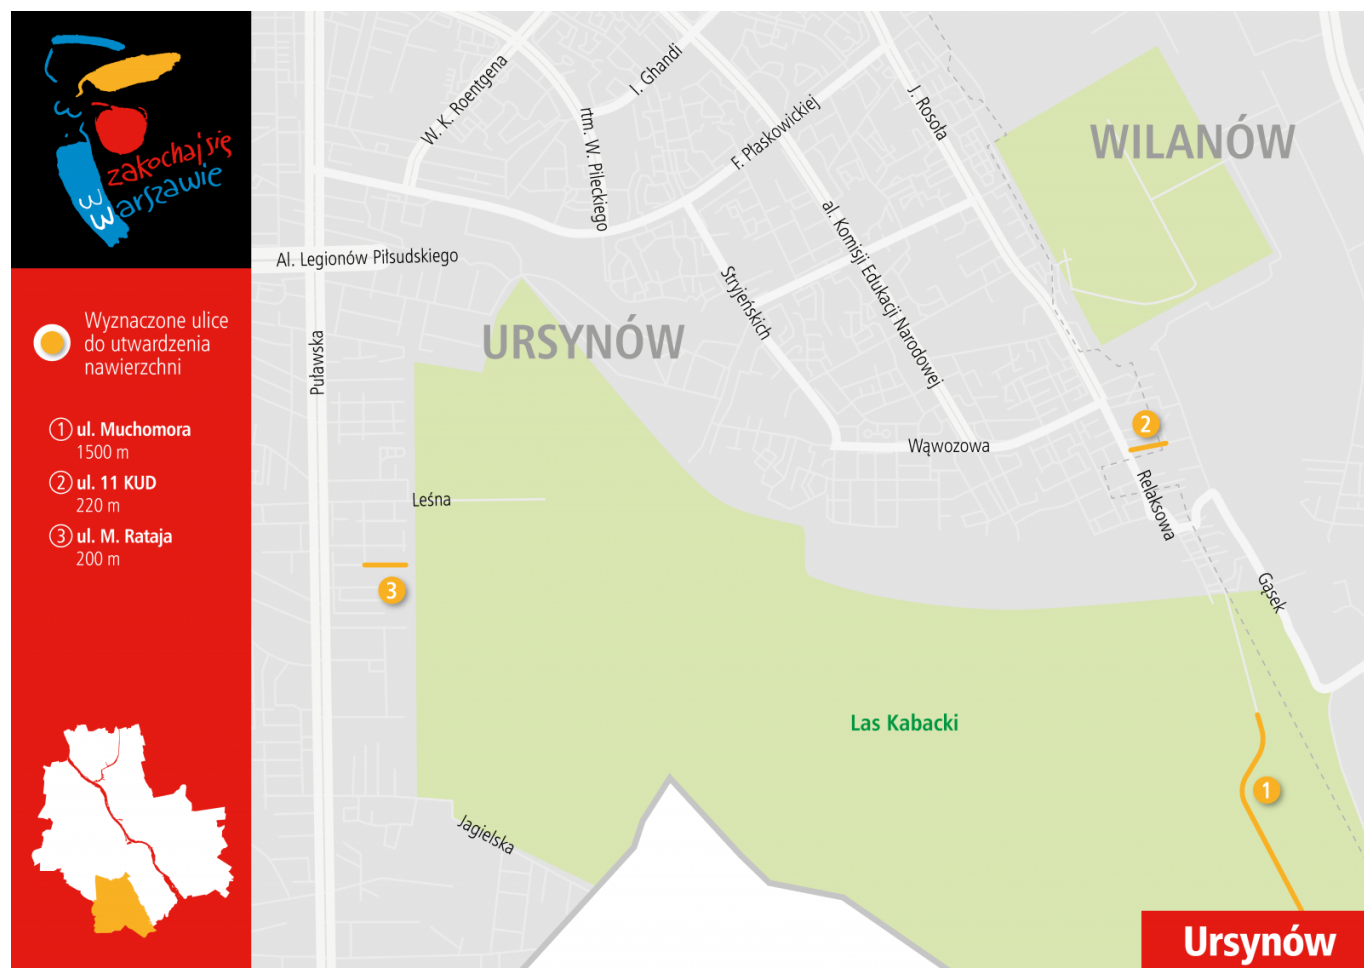 zakochaj się
w Warszawie
Wyznaczone ulice
do utwardzenia
nawierzchni
1 ul. Muchomora
1500 m
2 ul. 11 KUD
220 m
3 ul. M. Rataja
200 m
W. K. Roentgena
I. Ghandi
rtm. W. Pileckiego
F. Płaskowickiej
J. Rosoła
WILANÓW
Al. Legionów Piłsudskiego
al. Komisji Edukacji Narodowej
Stryjeńskich
URSYNÓW
Puławska
2
Wąwozowa
Relaksowa
Leśna
3
Gąsek
Las Kabacki
1
Jagielska
Ursynów